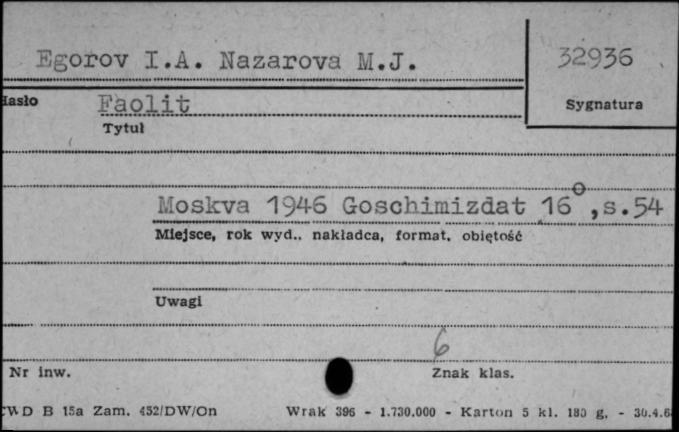 Egorov I.A. Nazarova M.J.
32936
Hasło
Faolit
Sygnatura
Tytuł
Moskva 1946 Goschimizdat 16°,s.54
Miejsce, rok wyd., nakładca, format, objętość
Uwagi
6
Nr inw.
Znak klas.
CWD B 15a Zam. 452/DW/On Wrak 396 - 1.730.000 - Karton 5 kl. 180 g. - 30.4.6